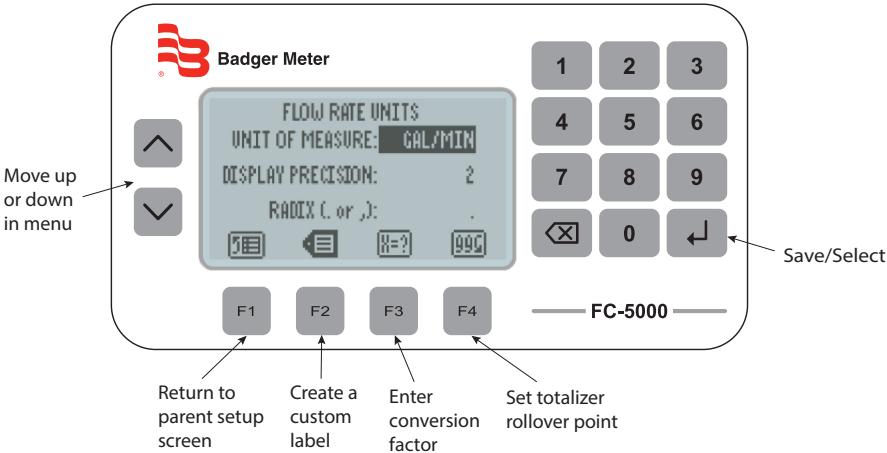 Badger Meter
®
FLOW RATE UNITS
UNIT OF MEASURE: GAL/MIN
DISPLAY PRECISION: 2
RADIX (. or ,): .
X=?
999
F1 F2 F3 F4
1 2 3
4 5 6
7 8 9
0
FC-5000
Move up
or down
in menu
Save/Select
Return to
parent setup
screen
Create a
custom
label
Enter
conversion
factor
Set totalizer
rollover point